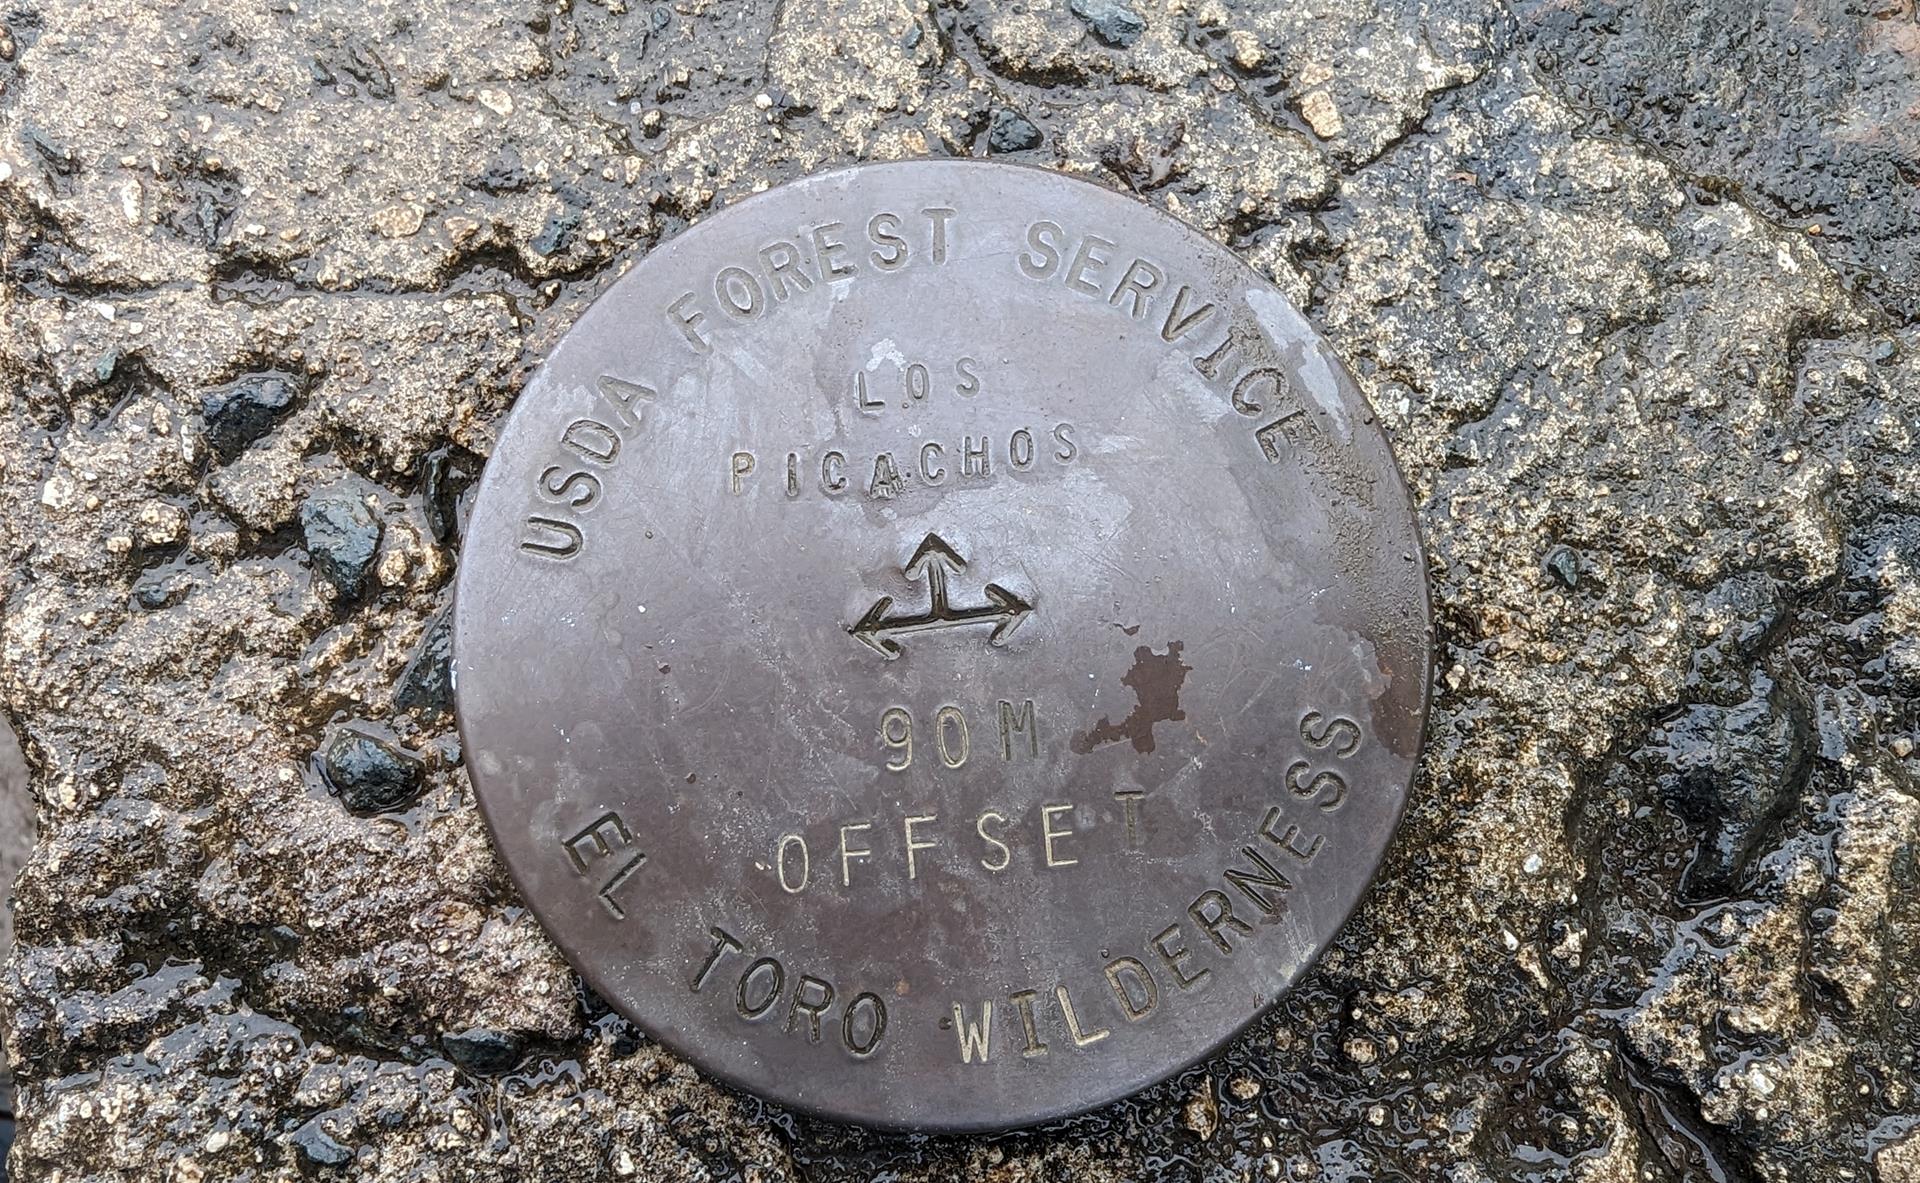 USDA FOREST SERVICE
LOS
PICACHOS
90M
OFFSET
EL TORO WILDERNESS